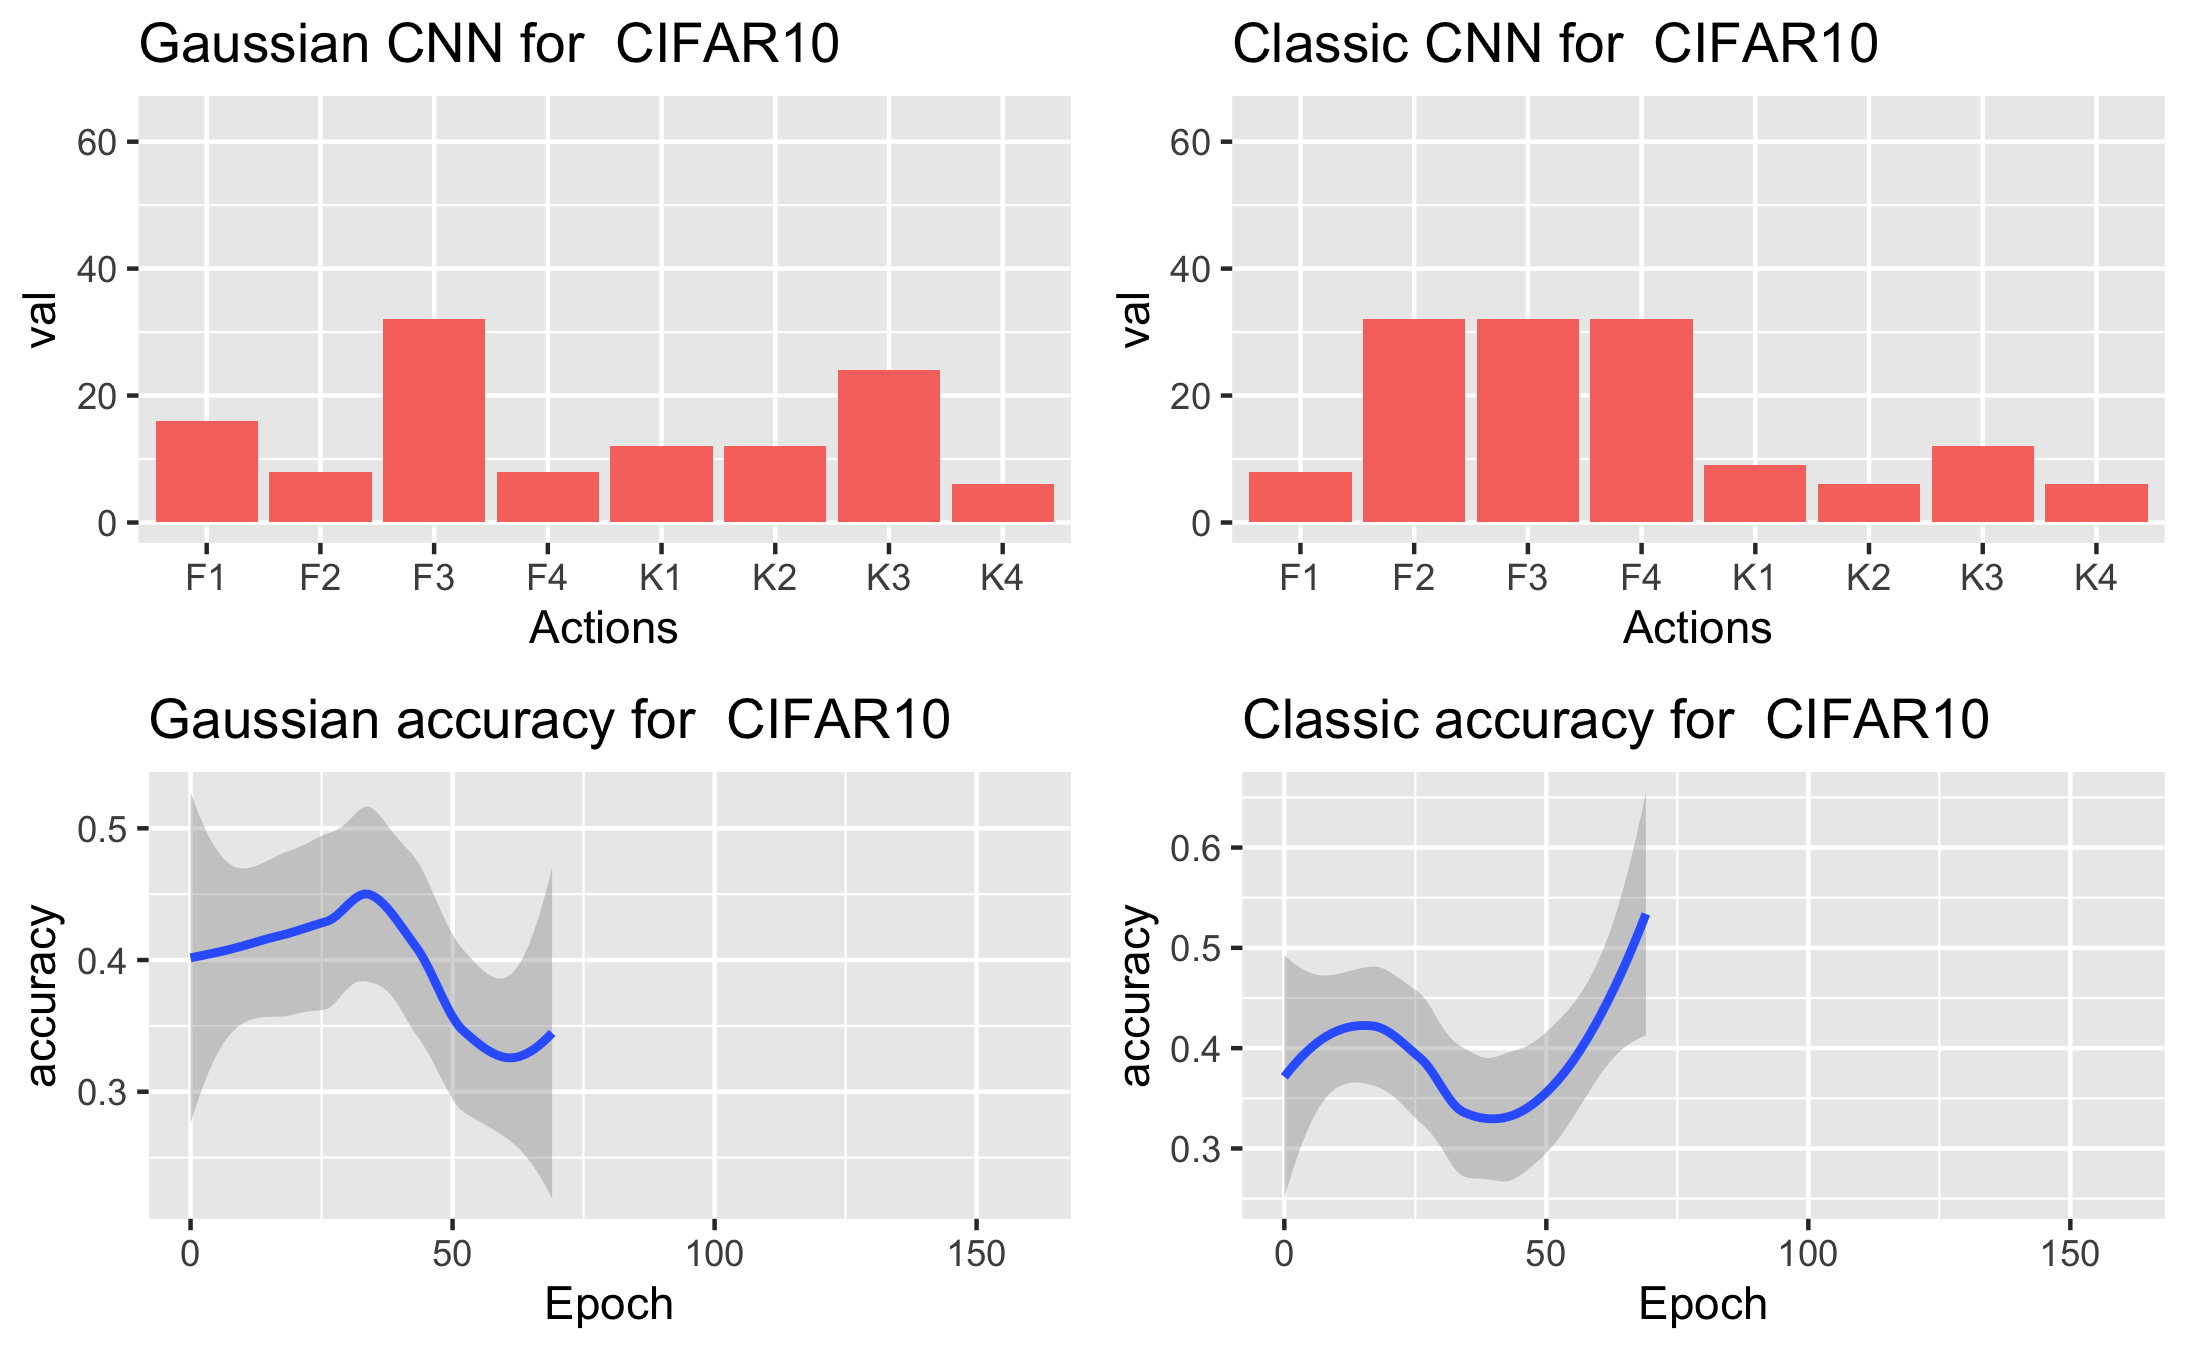 Gaussian CNN for  CIFAR10
60
40
20
0
val
F1 F2 F3 F4 K1 K2 K3 K4
Actions
Classic CNN for  CIFAR10
60
40
20
0
val
F1 F2 F3 F4 K1 K2 K3 K4
Actions
Gaussian accuracy for  CIFAR10
0.5
0.4
0.3
accuracy
0 50 100 150
Epoch
Classic accuracy for  CIFAR10
0.6
0.5
0.4
0.3
accuracy
0 50 100 150
Epoch